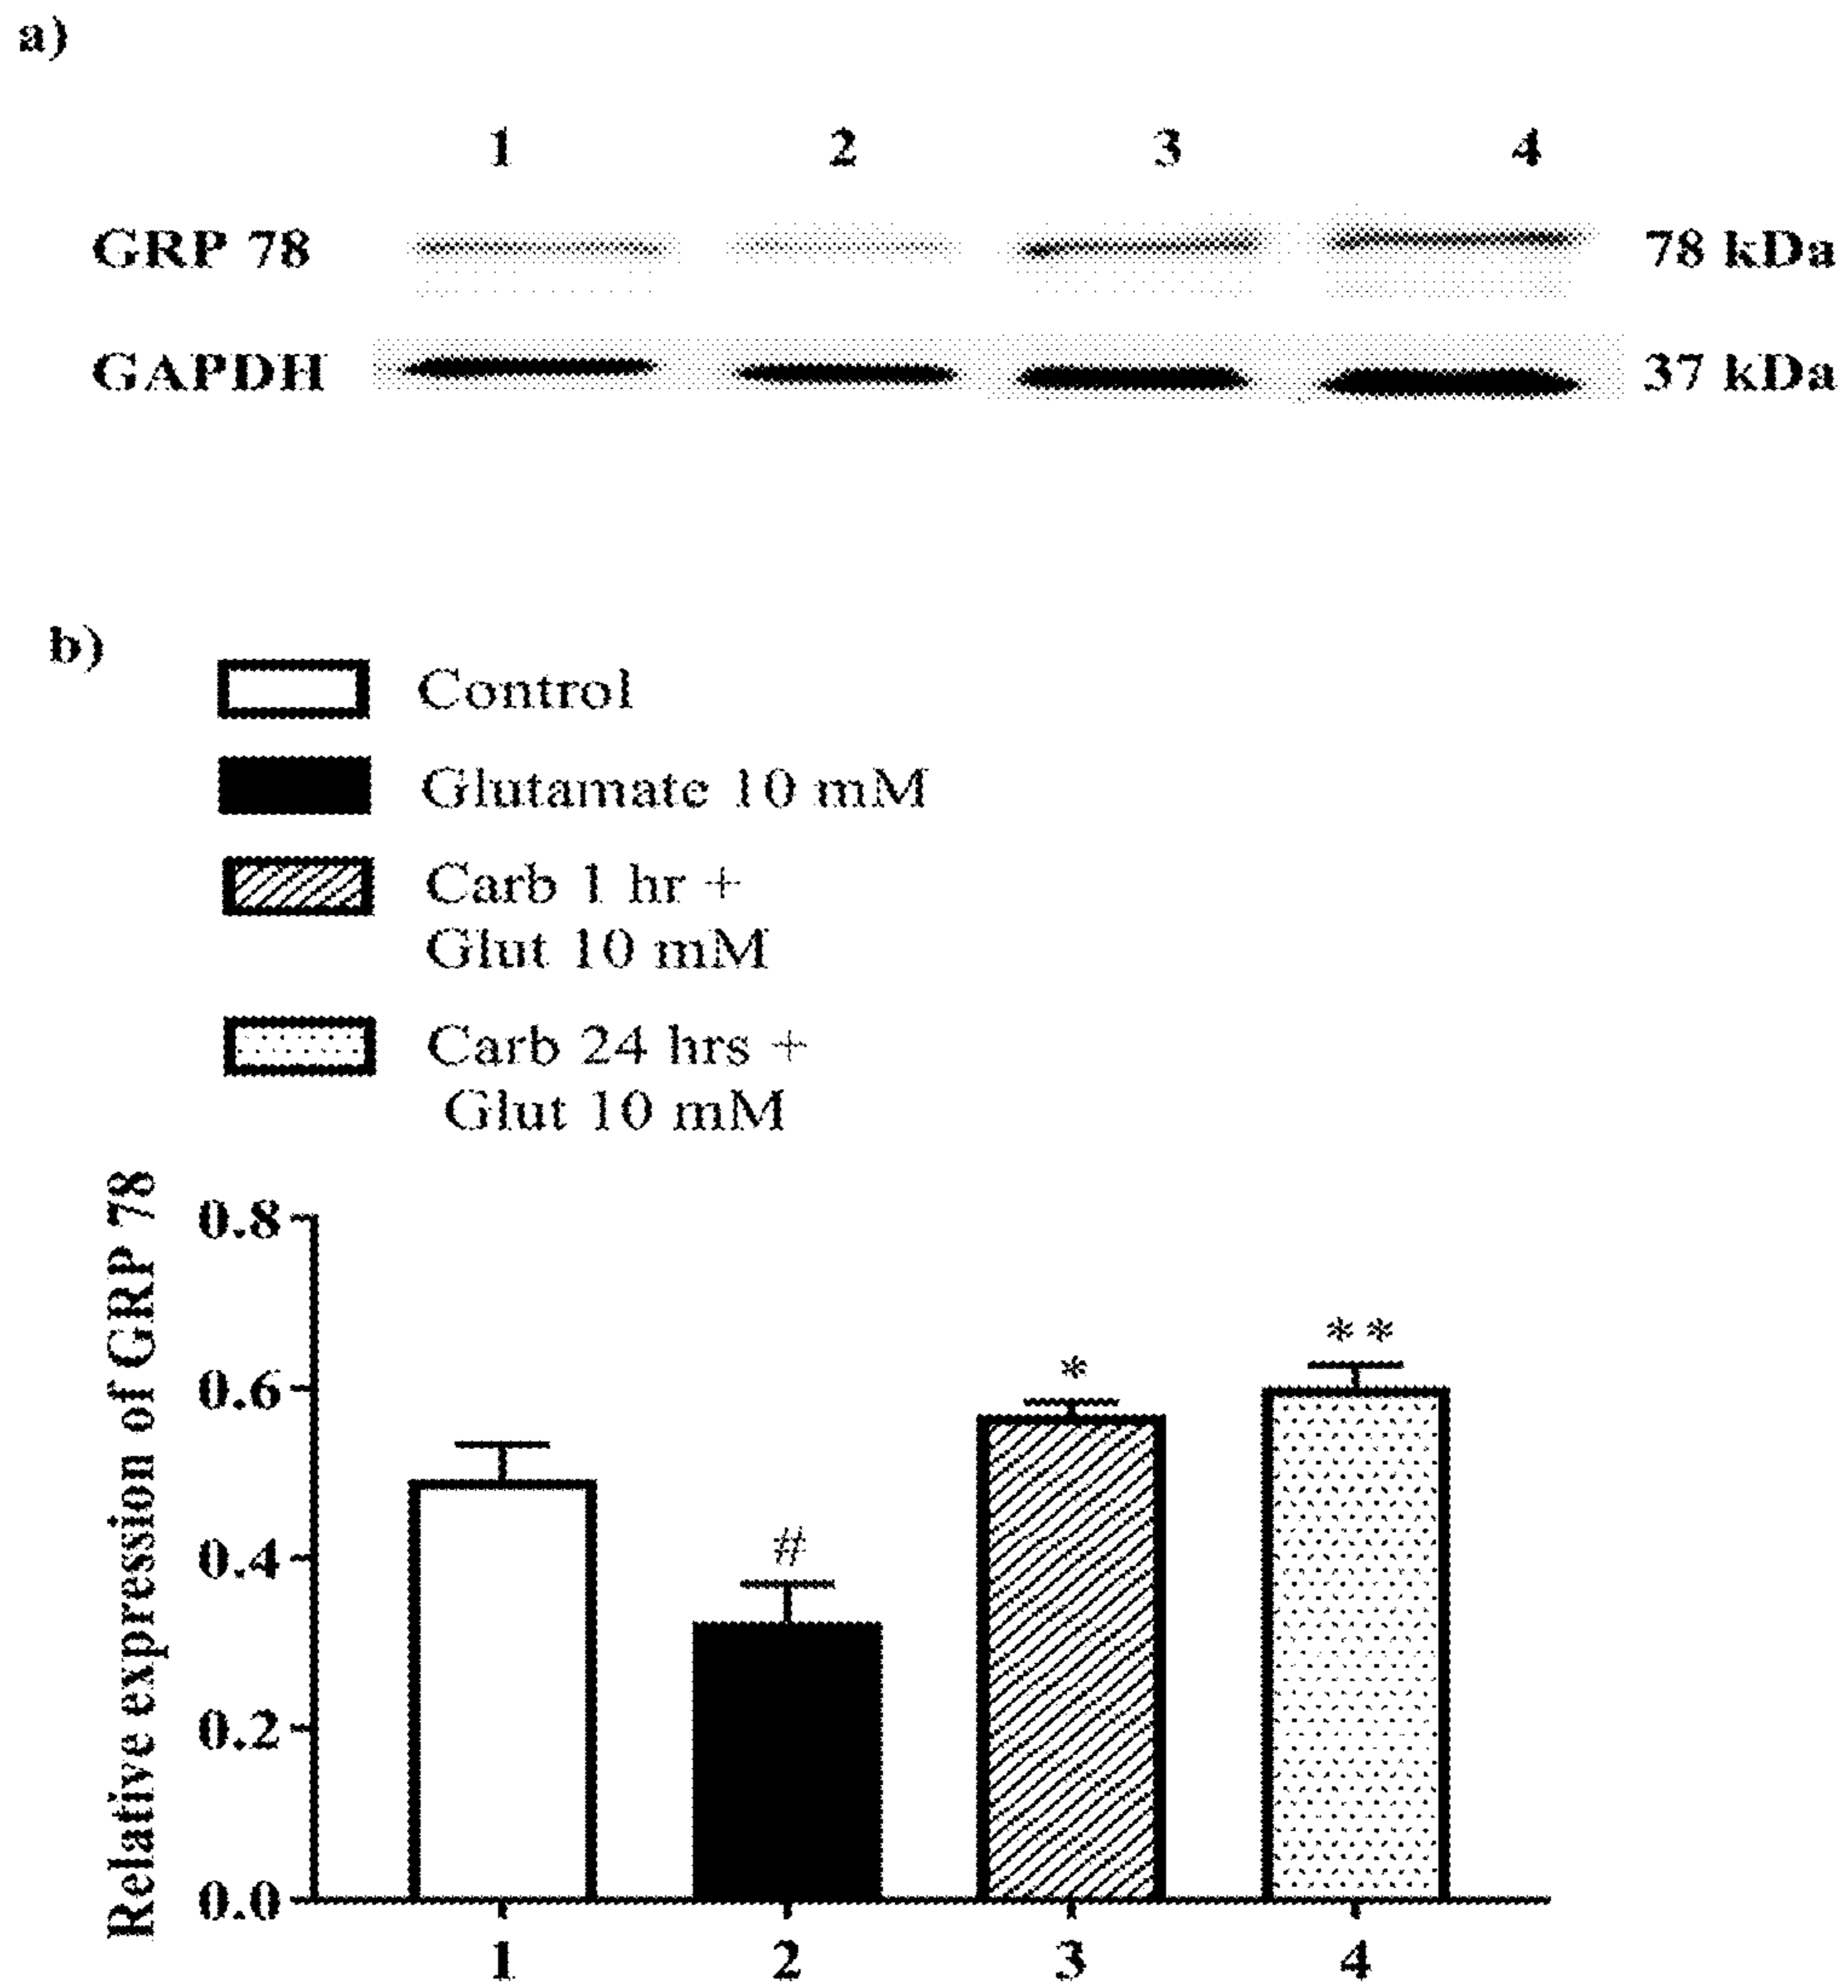 a)
1 2 3 4
GRP 78 78 kDa
GAPDH 37 kDa
b)
Control
Glutamate 10 mM
Carb 1 hr +
Glut 10 mM
Carb 24 hrs +
Glut 10 mM
Relative expression of GRP 78
0.8
0.6
0.4
0.2
0.0
#
*
**
1 2 3 4